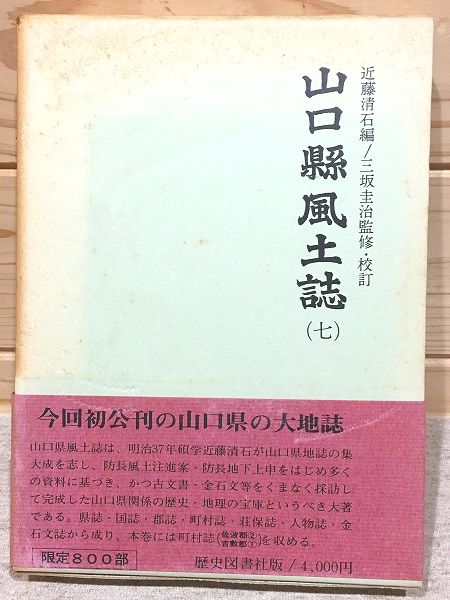 近藤清石編/三坂圭治監修・校訂
山口縣風土誌
(七)
今回初公刊の山口県の大地誌
山口県風土誌は、明治37年碩学近藤清石が山口県地誌の集
大成を志し、防長風土注進案・防長地下上申をはじめ多く
の資料に基づき、かつ古文書・金石文等をくまなく採訪し
て完成した山口県関係の歴史・地理の宝庫というべき大著
である。県誌・国誌・郡誌・町村誌・荘保誌・人物誌・金
石文誌から成り、本巻には町村誌(佐波郡② 吉敷郡①)を収める。
限定800部
歴史図書社版/4,000円